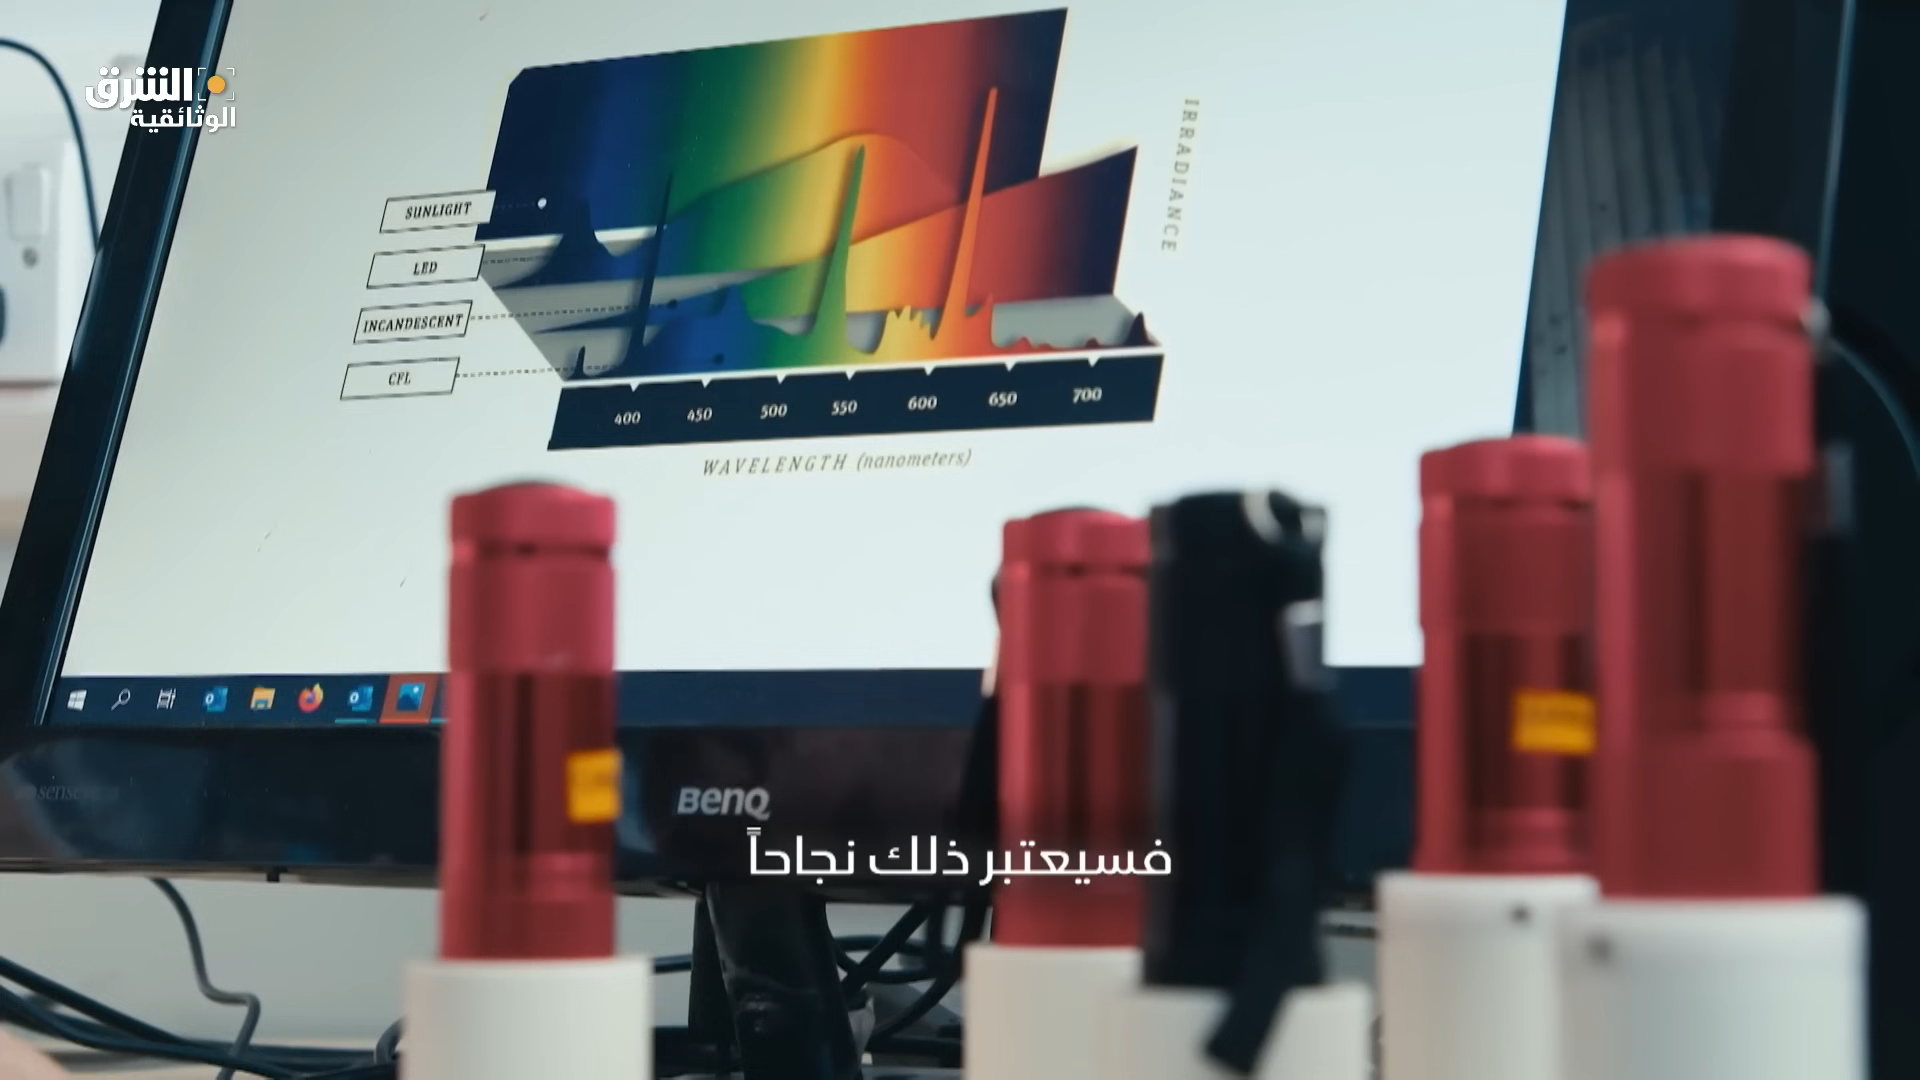 الشرق
الوثائقية
SUNLIGHT
LED
INCANDESCENT
CFL
IRRADIANCE
400 450 500 550 600 650 700
WAVELENGTH (nanometers)
BenQ
فسيعتبر ذلك نجاحاً